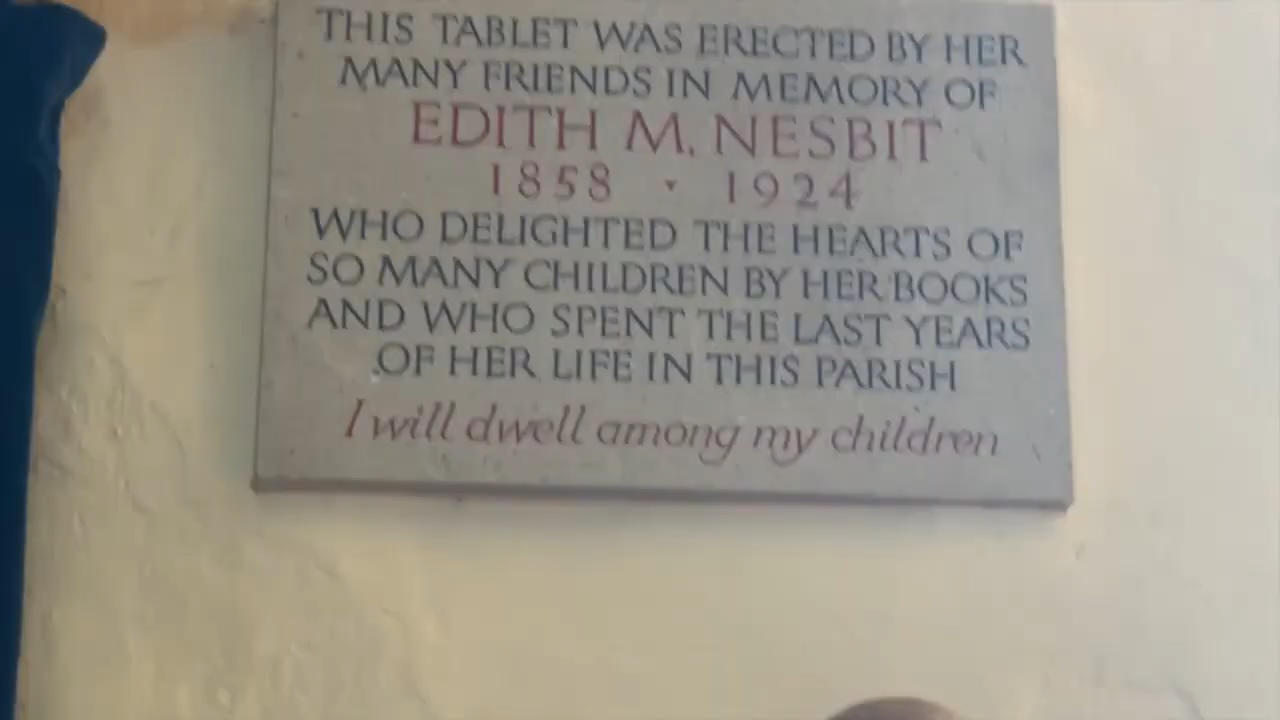 THIS TABLET WAS ERECTED BY HER
MANY FRIENDS IN MEMORY OF
EDITH M. NESBIT
1858 ▾ 1924
WHO DELIGHTED THE HEARTS OF
SO MANY CHILDREN BY HER BOOKS
AND WHO SPENT THE LAST YEARS
OF HER LIFE IN THIS PARISH
I will dwell among my children